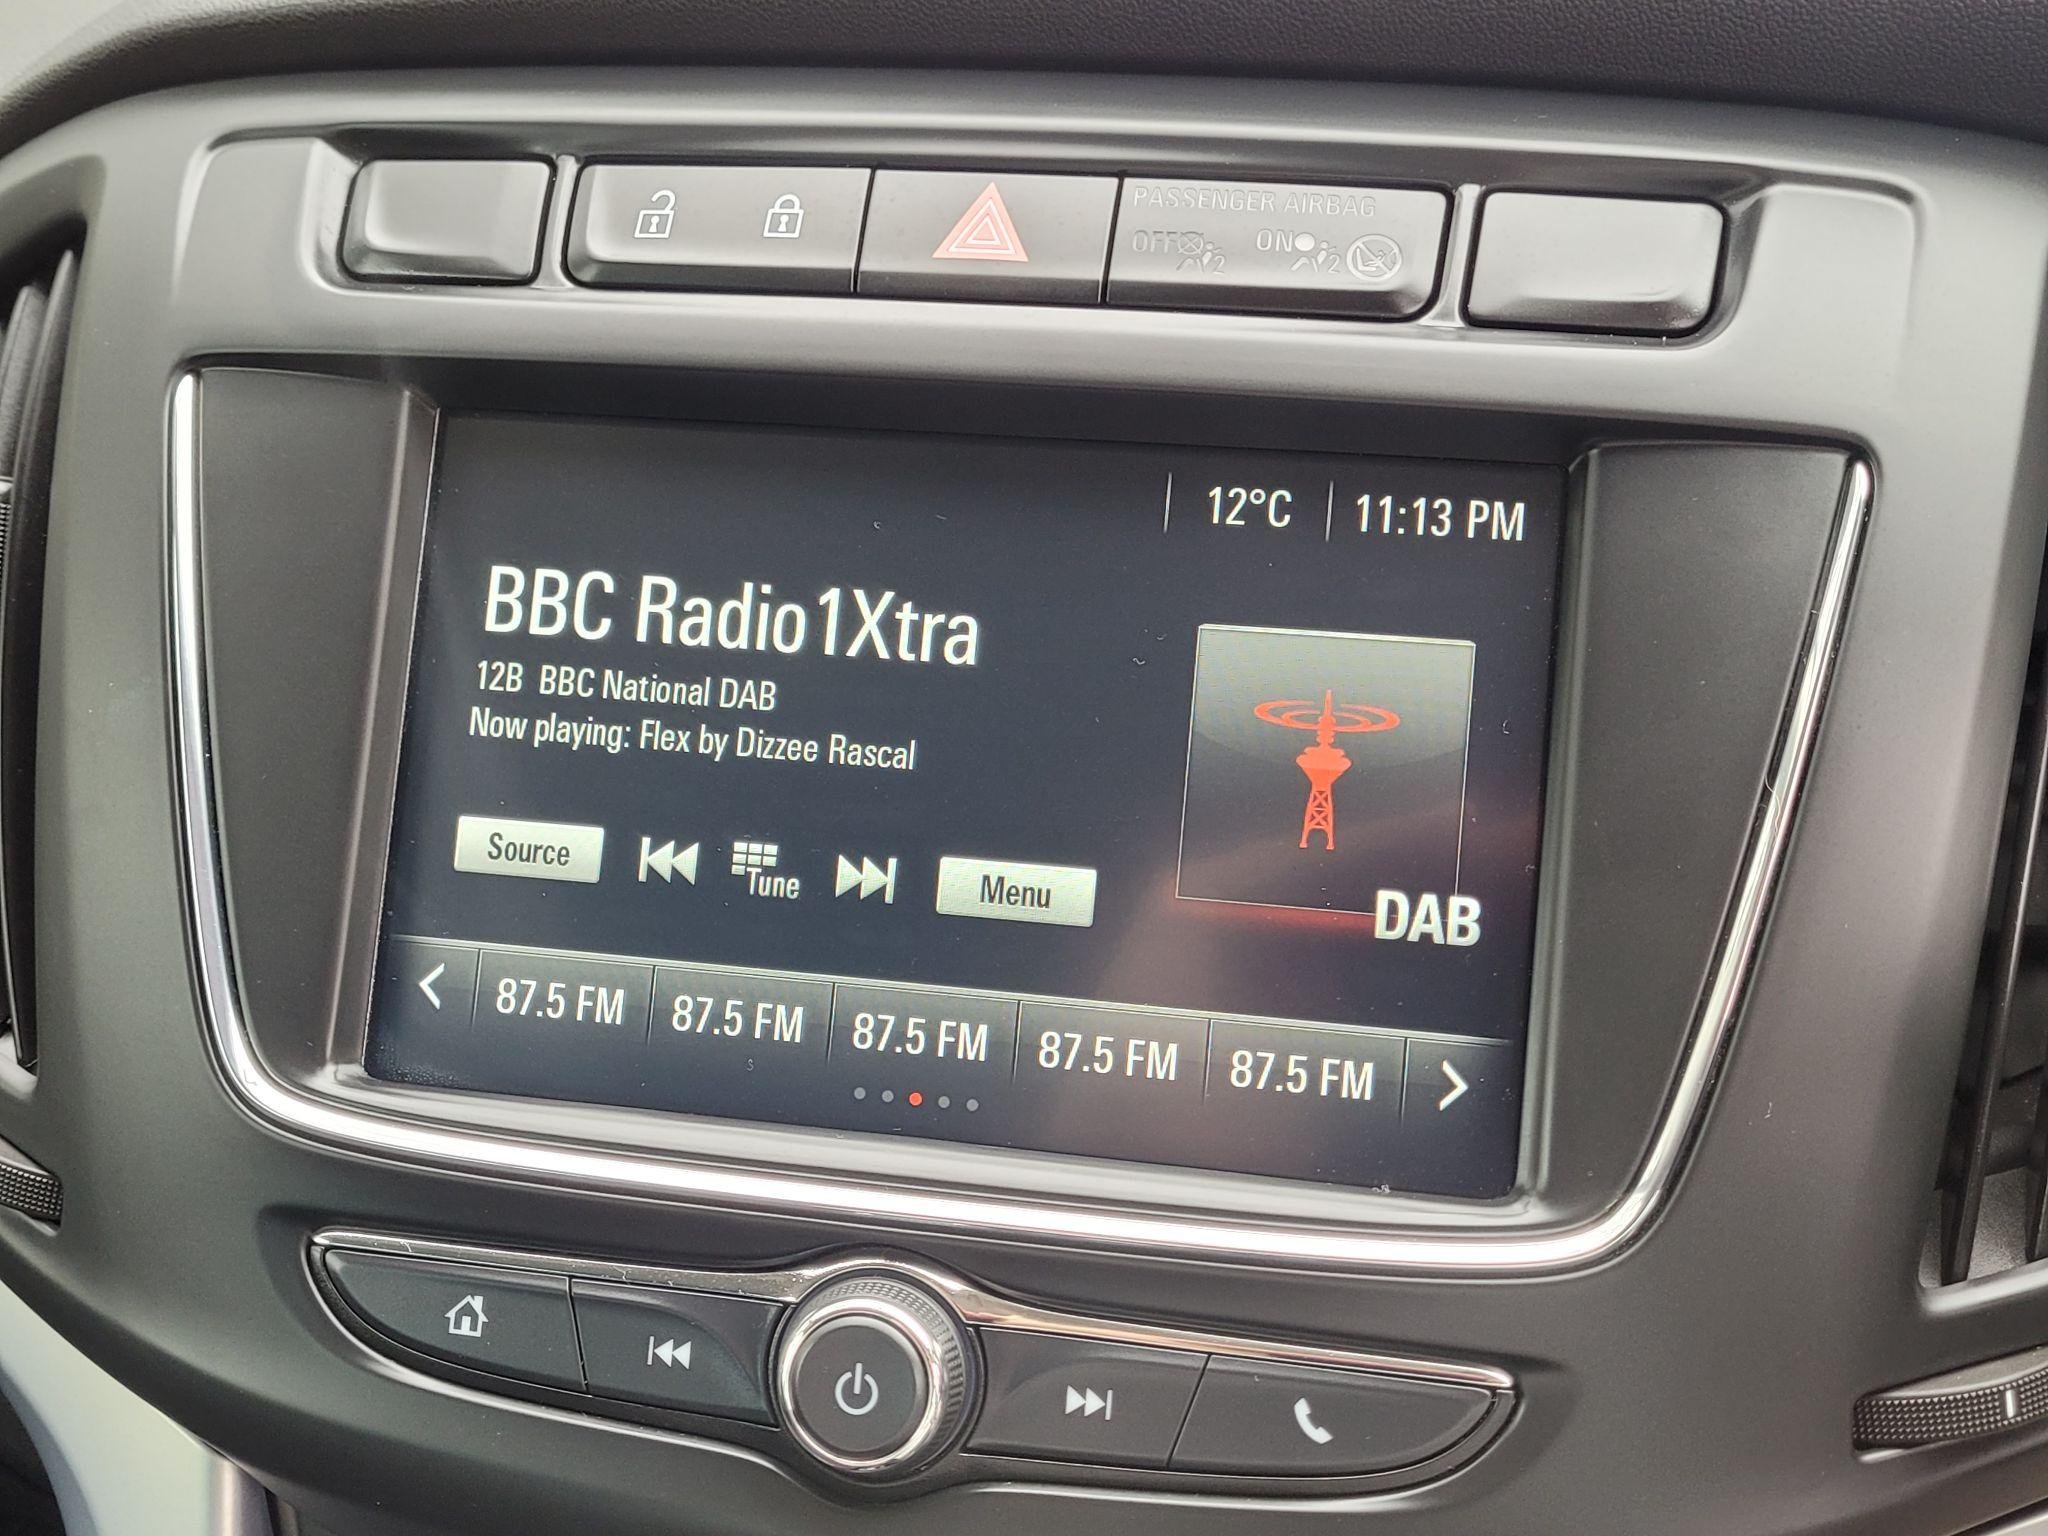 PASSENGER AIRBAG
OFF 2 ON 2
12°C 11:13 PM
BBC Radio1Xtra
12B BBC National DAB
Now playing: Flex by Dizzee Rascal
Source Tune Menu
DAB
87.5 FM 87.5 FM 87.5 FM 87.5 FM 87.5 FM